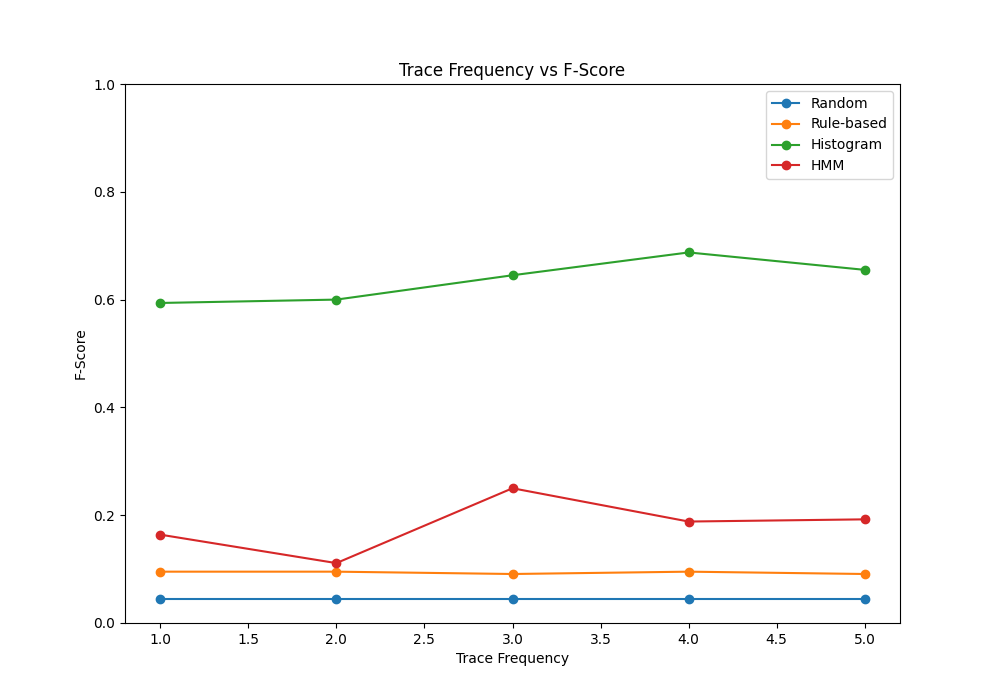 Trace Frequency vs F-Score
1.0
0.8
0.6
0.4
0.2
0.0
F-Score
Random
Rule-based
Histogram
HMM
1.0 1.5 2.0 2.5 3.0 3.5 4.0 4.5 5.0
Trace Frequency